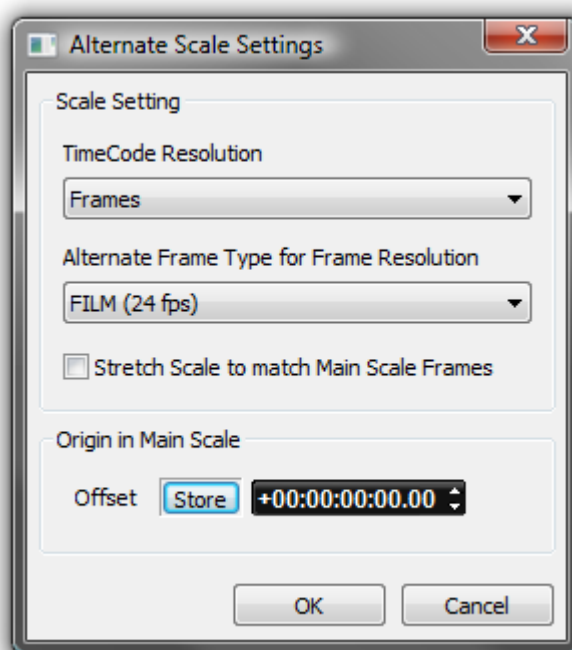 Alternate Scale Settings
Scale Setting
TimeCode Resolution
Frames
Alternate Frame Type for Frame Resolution
FILM (24 fps)
Stretch Scale to match Main Scale Frames
Origin in Main Scale
Offset Store +00:00:00:00.00
OK Cancel